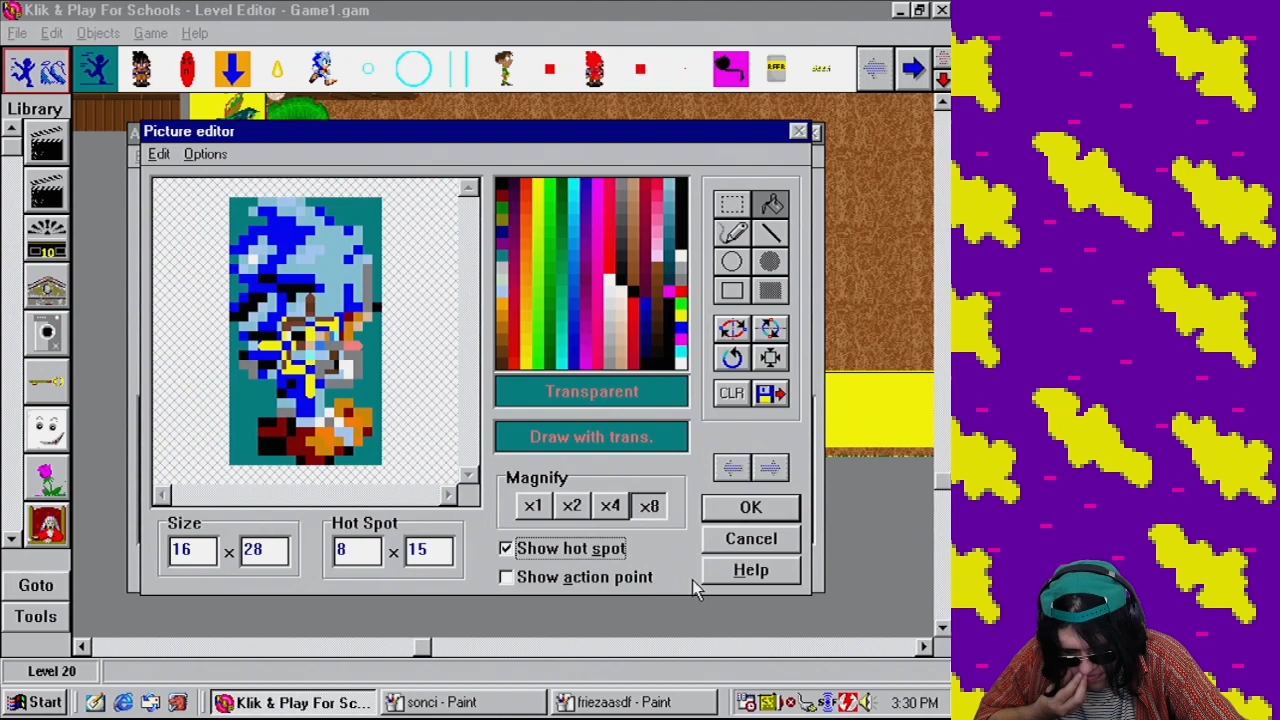 Klik & Play For Schools - Level Editor - Game1.gam
File Edit Objects Game Help
Library
Picture editor
Edit Options
10
Transparent
CLR
Draw with trans.
Magnify
x1 x2 x4 x8
OK
Size
16 x 28
Hot Spot
8 x 15
Show hot spot
Cancel
Show action point
Help
Goto
Tools
Level 20
Start
Klik & Play For Sc...
sonci - Paint
friezaasdf - Paint
3:30 PM